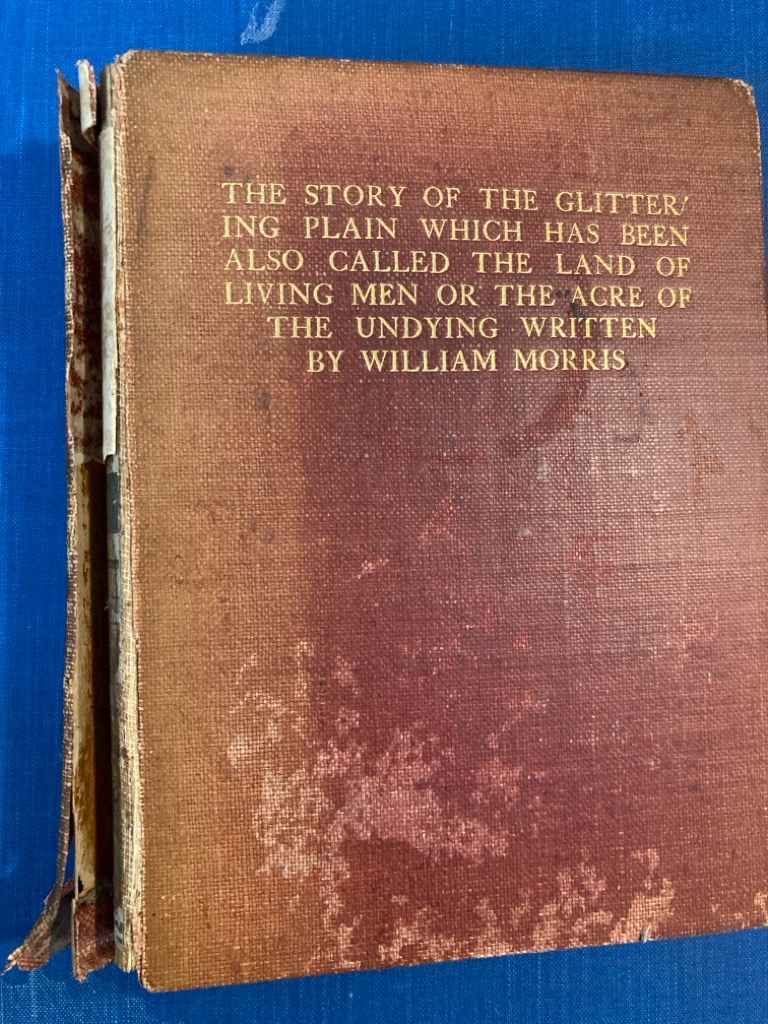 THE STORY OF THE GLITTER/
ING PLAIN WHICH HAS BEEN
ALSO CALLED THE LAND OF
LIVING MEN OR THE ACRE OF
THE UNDYING WRITTEN
BY WILLIAM MORRIS